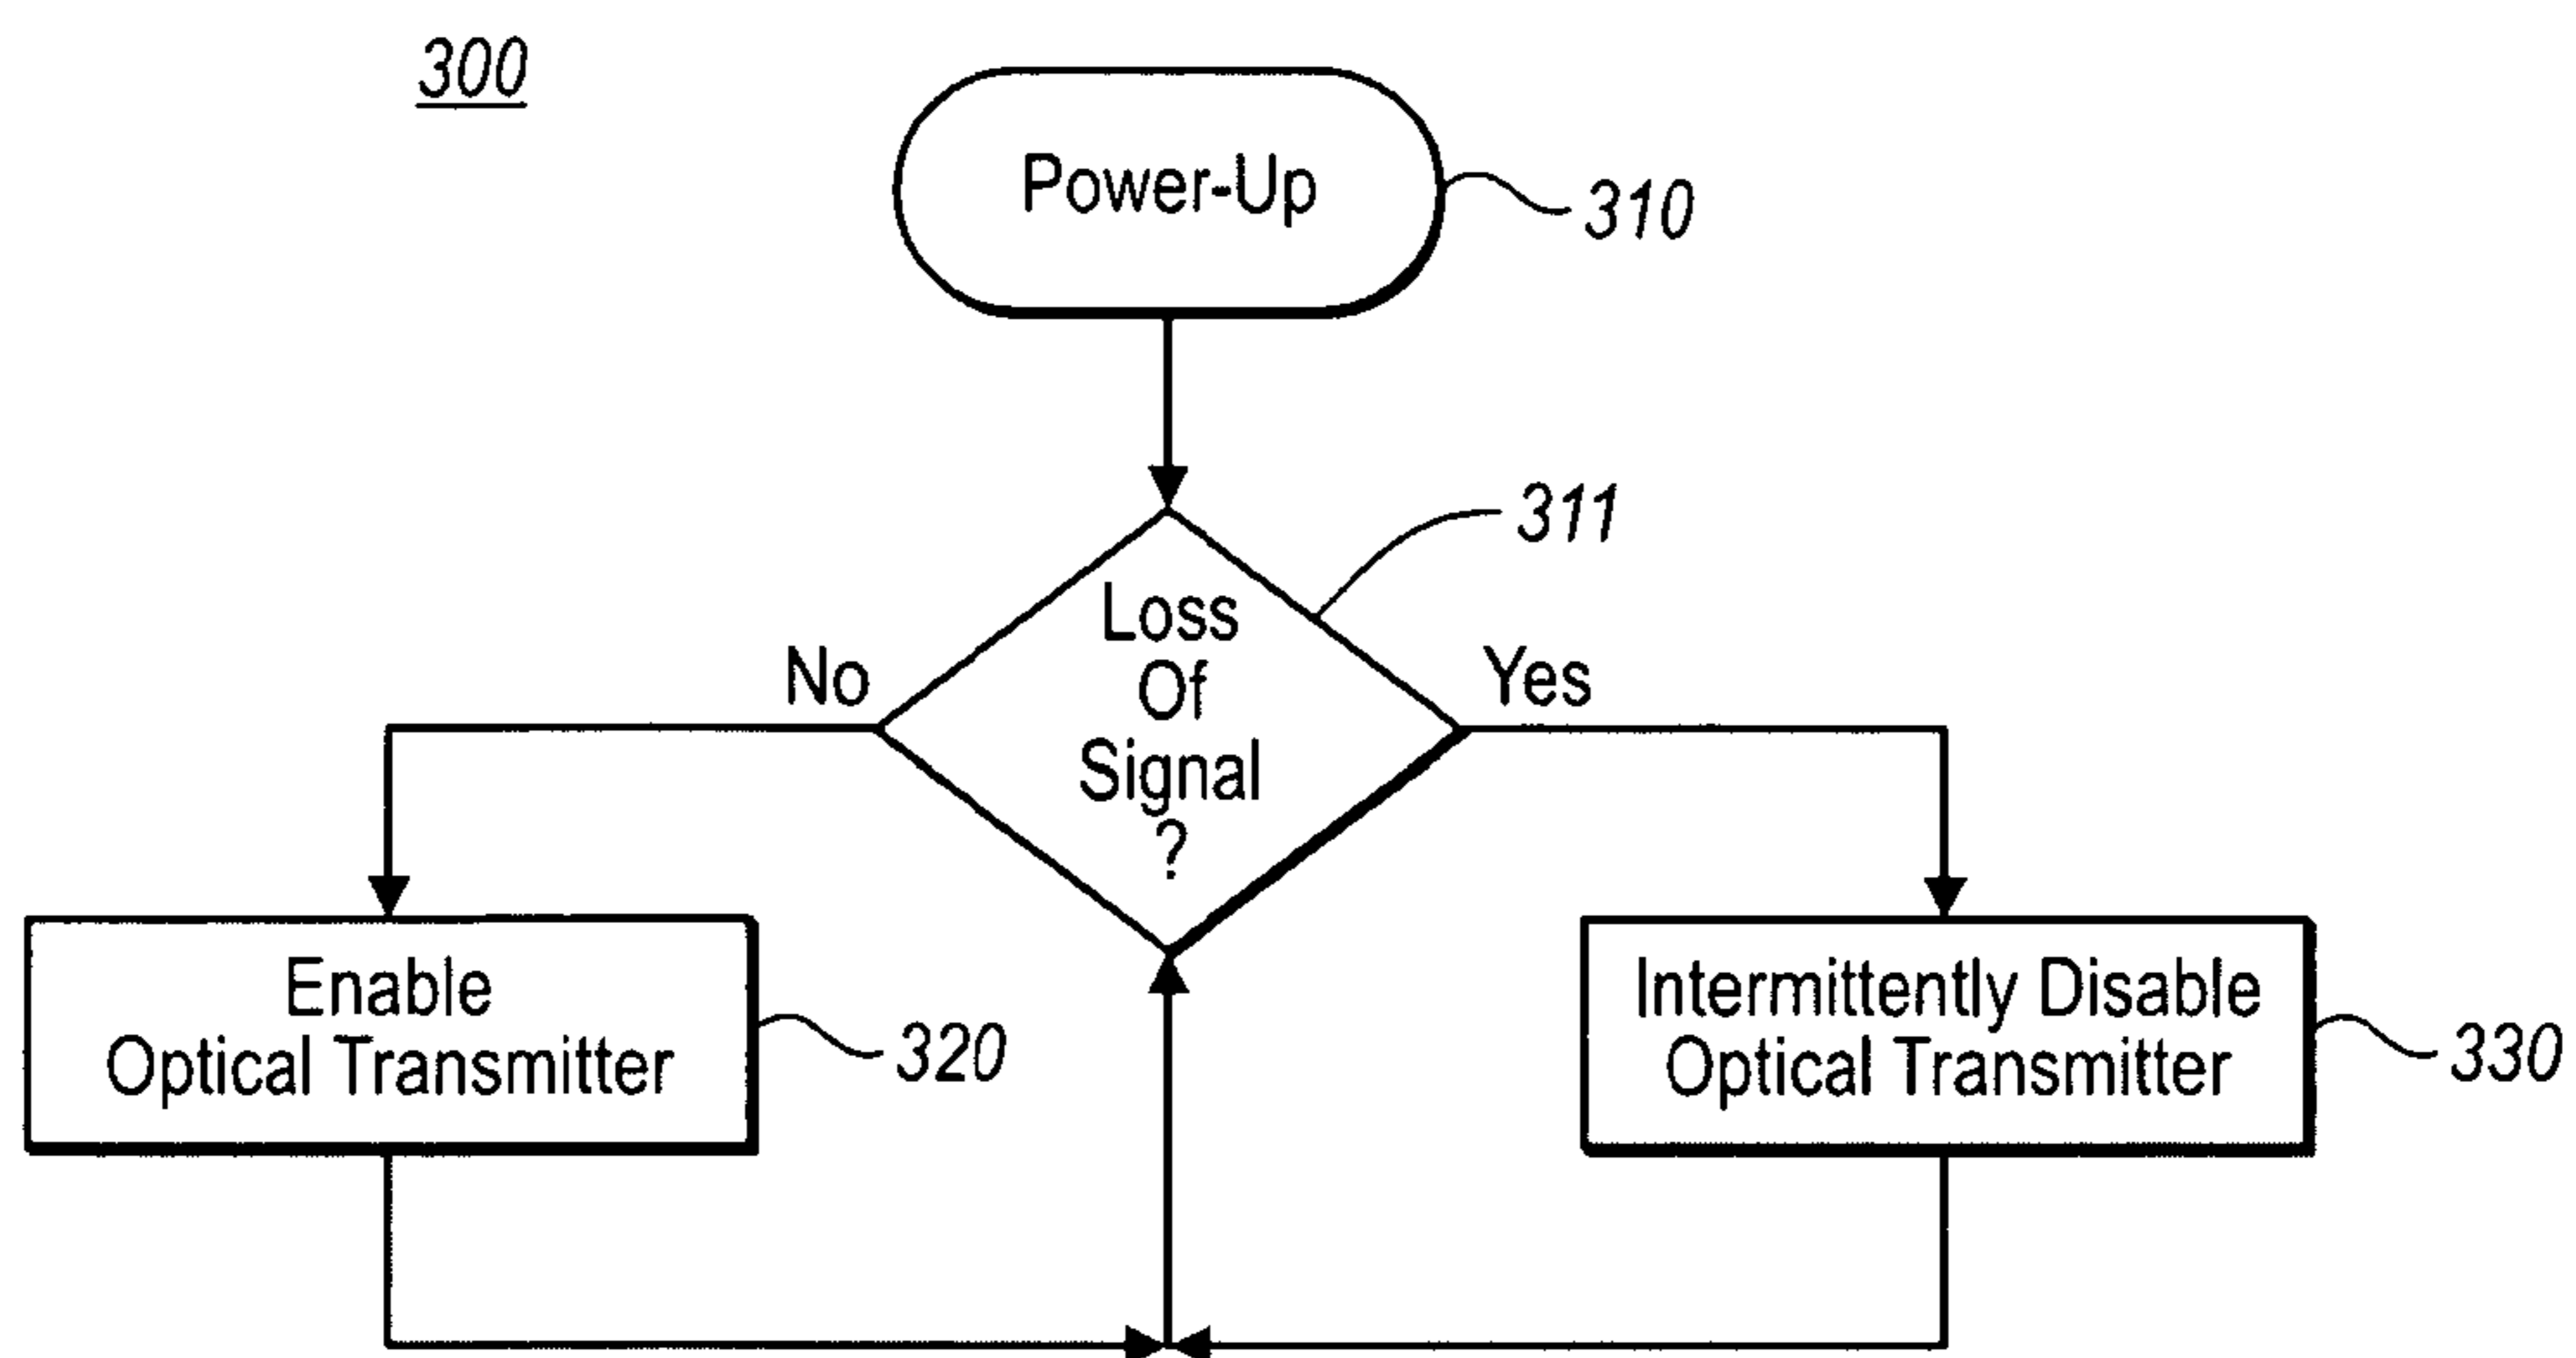 300
Power-Up
310
311
Loss
Of
Signal
?
No
Yes
Enable
Optical Transmitter
320
Intermittently Disable
Optical Transmitter
330